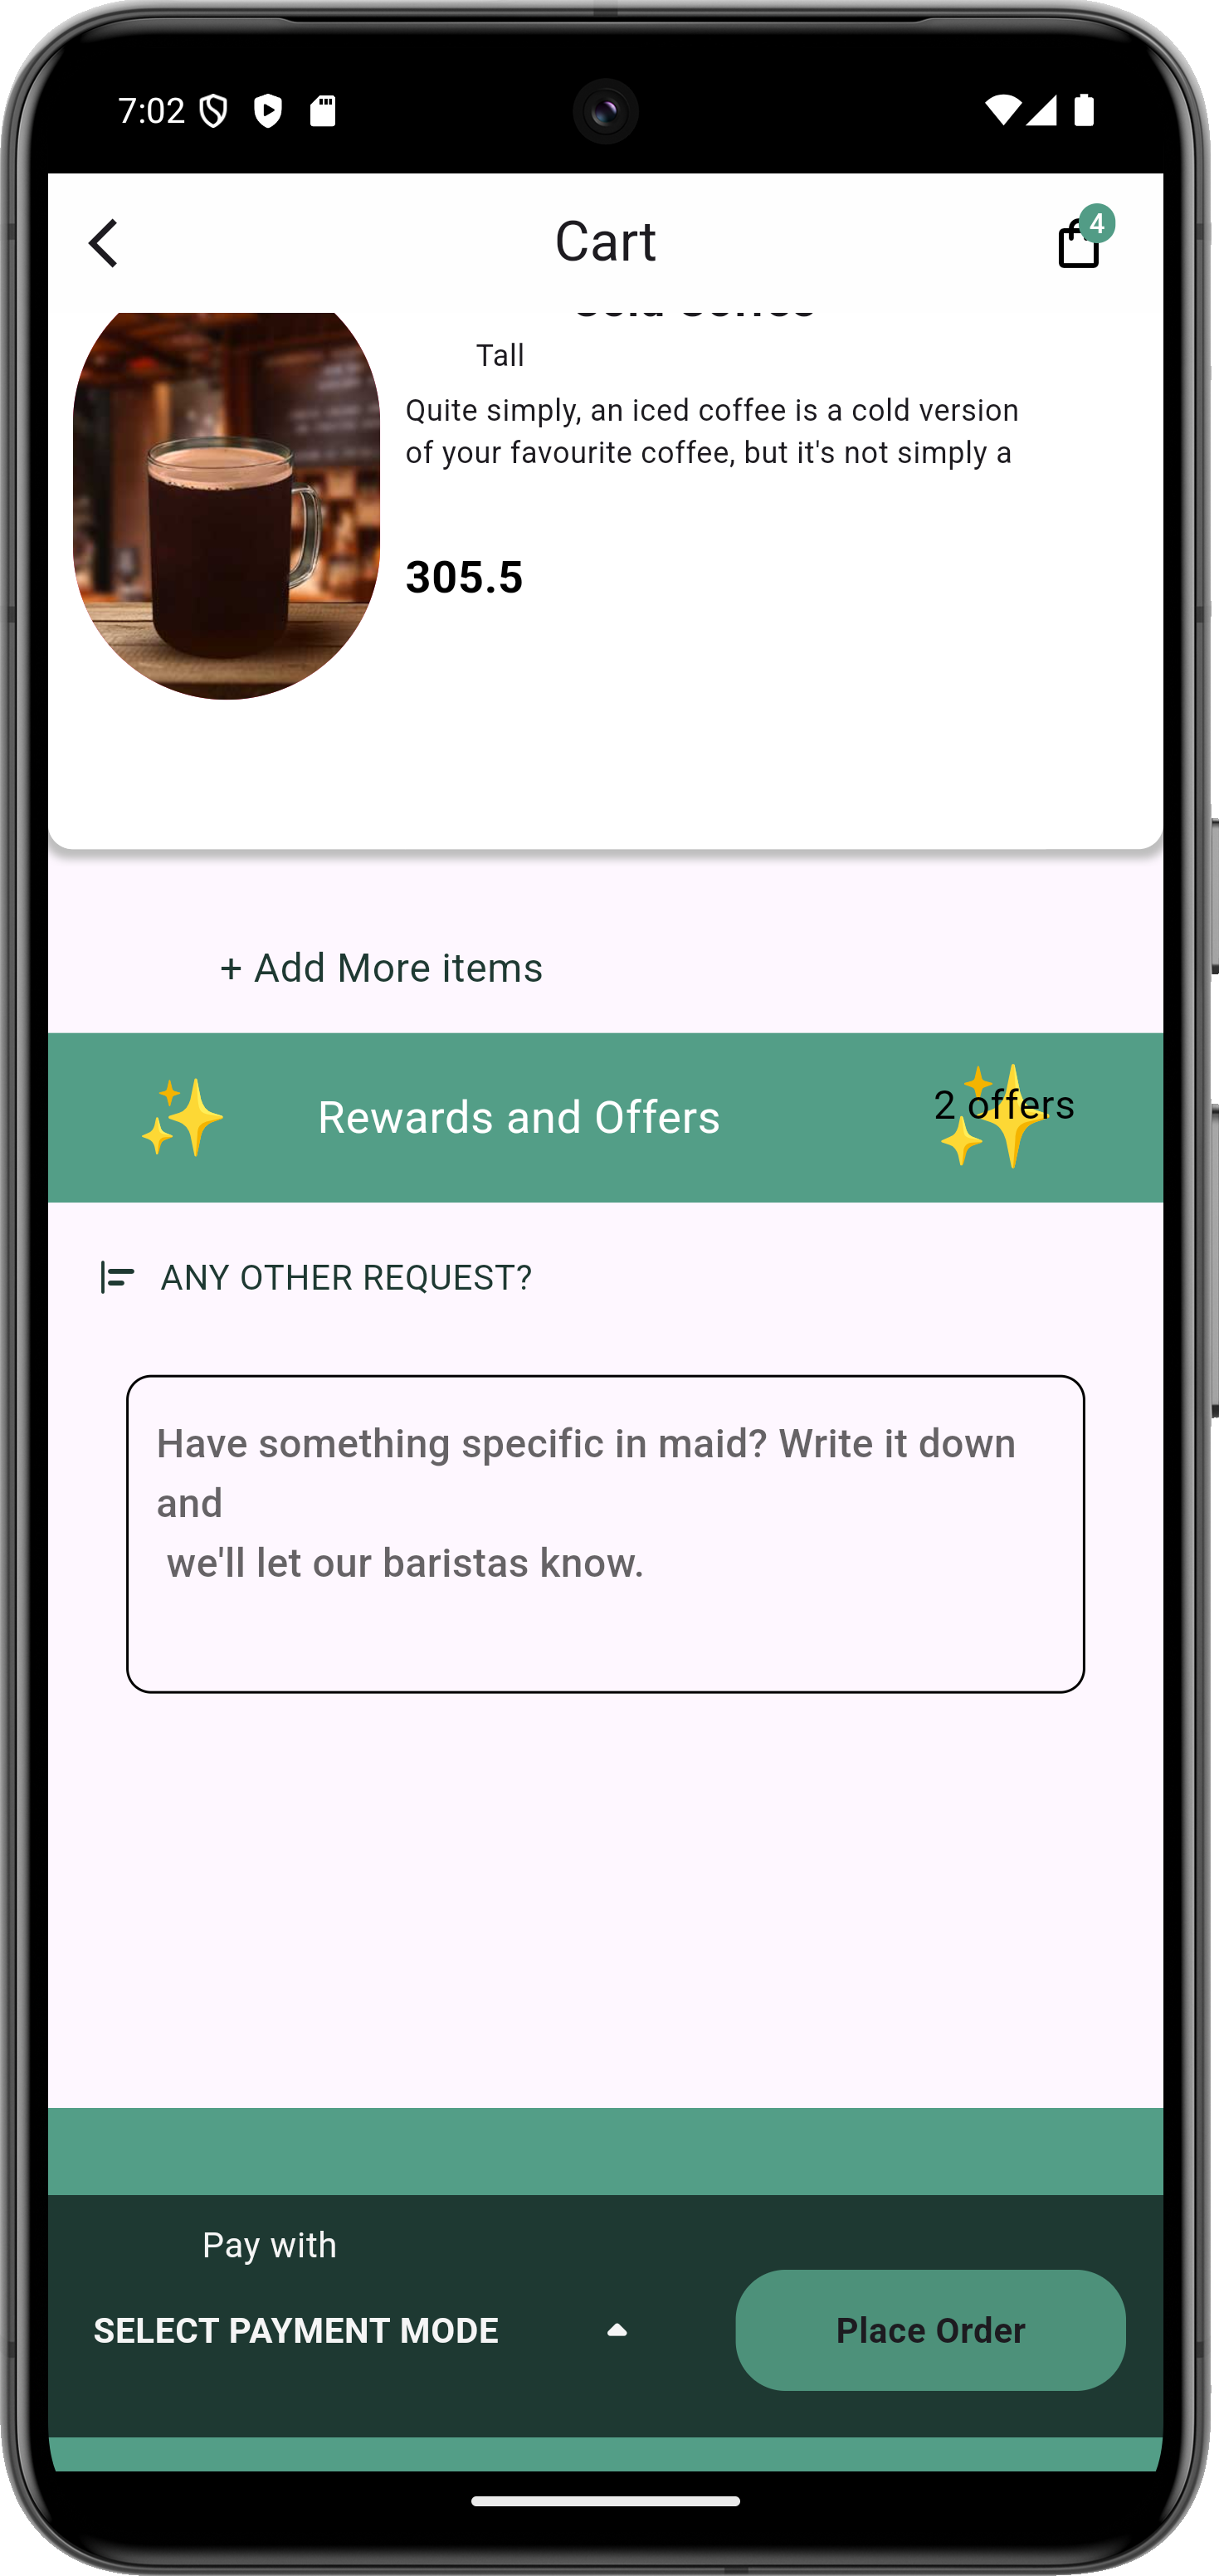 7:02
Cart
4
Cold Coffee
Tall
Quite simply, an iced coffee is a cold version
of your favourite coffee, but it's not simply a
305.5
+ Add More items
Rewards and Offers
2 offers
ANY OTHER REQUEST?
Have something specific in maid? Write it down
and
we'll let our baristas know.
Pay with
SELECT PAYMENT MODE
Place Order